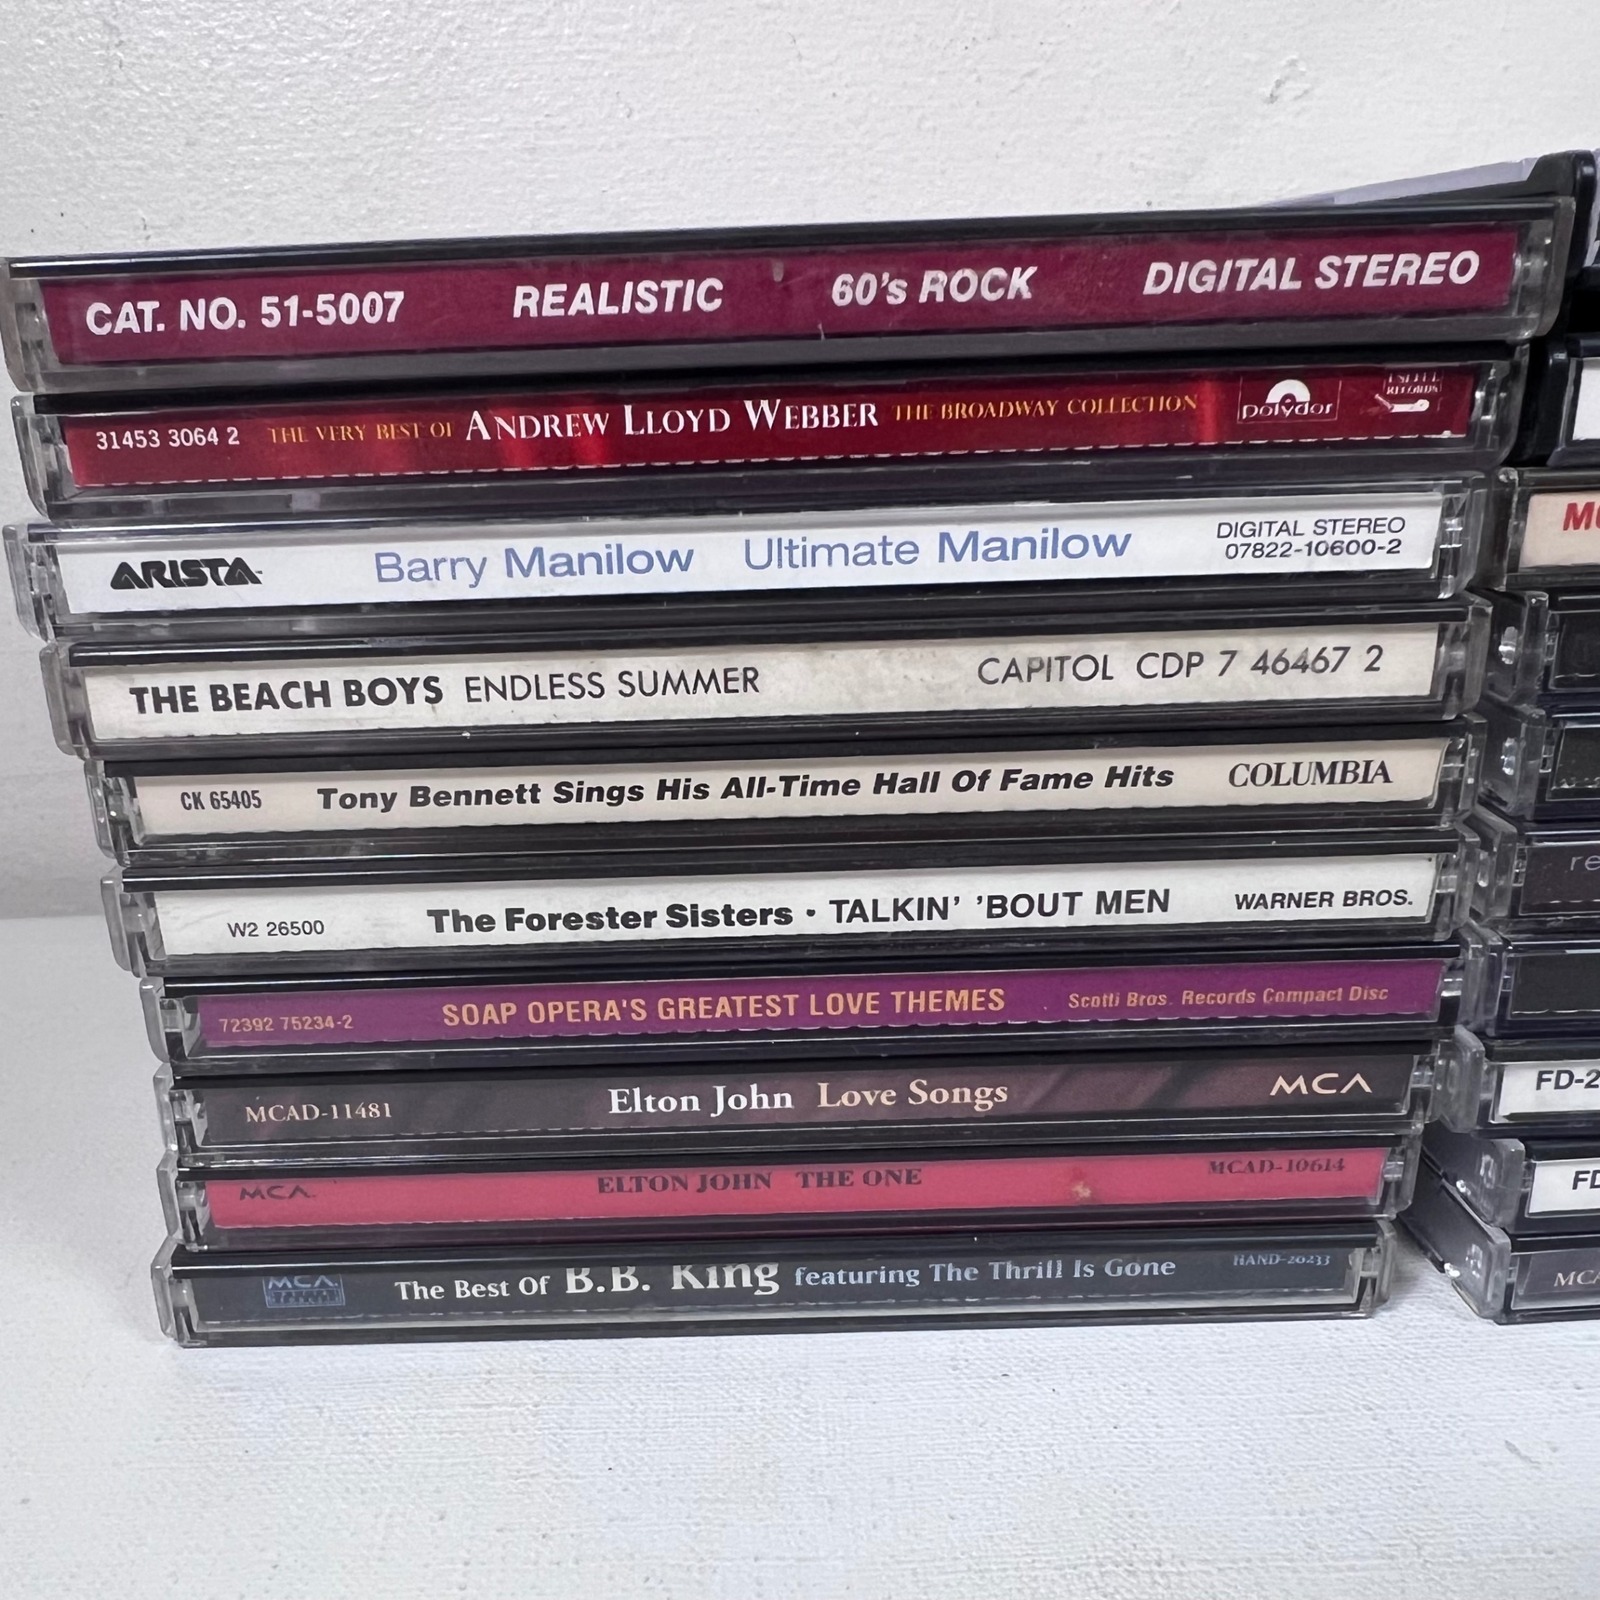 CAT. NO. 51-5007 REALISTIC 60's ROCK DIGITAL STEREO
31453 3064 2 THE VERY BEST OF ANDREW LLOYD WEBBER THE BROADWAY COLLECTION polydor RECORDS
ARISTA Barry Manilow Ultimate Manilow DIGITAL STEREO
07822-10600-2
THE BEACH BOYS ENDLESS SUMMER CAPITOL CDP 7 46467 2
CK 65405 Tony Bennett Sings His All-Time Hall Of Fame Hits COLUMBIA
W2 26500 The Forester Sisters • TALKIN' 'BOUT MEN WARNER BROS.
72392 75234-2 SOAP OPERA'S GREATEST LOVE THEMES Scotti Bros. Records Compact Disc
MCAD-11481 Elton John Love Songs MCA
MCA. ELTON JOHN THE ONE MCAD-10614
MCA. The Best Of B.B. King featuring The Thrill Is Gone HAND-20233
FD-2
FD
MCA